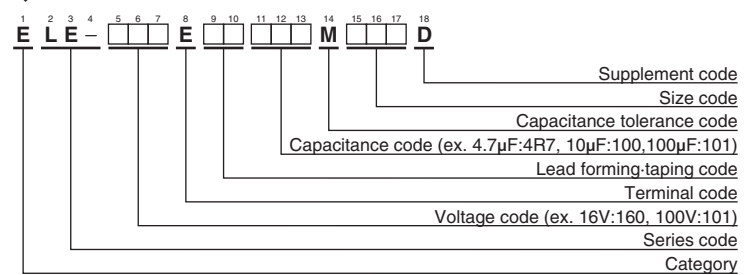 1 2 3 4 5 6 7 8 9 10 11 12 13 14 15 16 17 18
E L E – E M D
Supplement code
Size code
Capacitance tolerance code
Capacitance code (ex. 4.7µF:4R7, 10µF:100,100µF:101)
Lead forming·taping code
Terminal code
Voltage code (ex. 16V:160, 100V:101)
Series code
Category